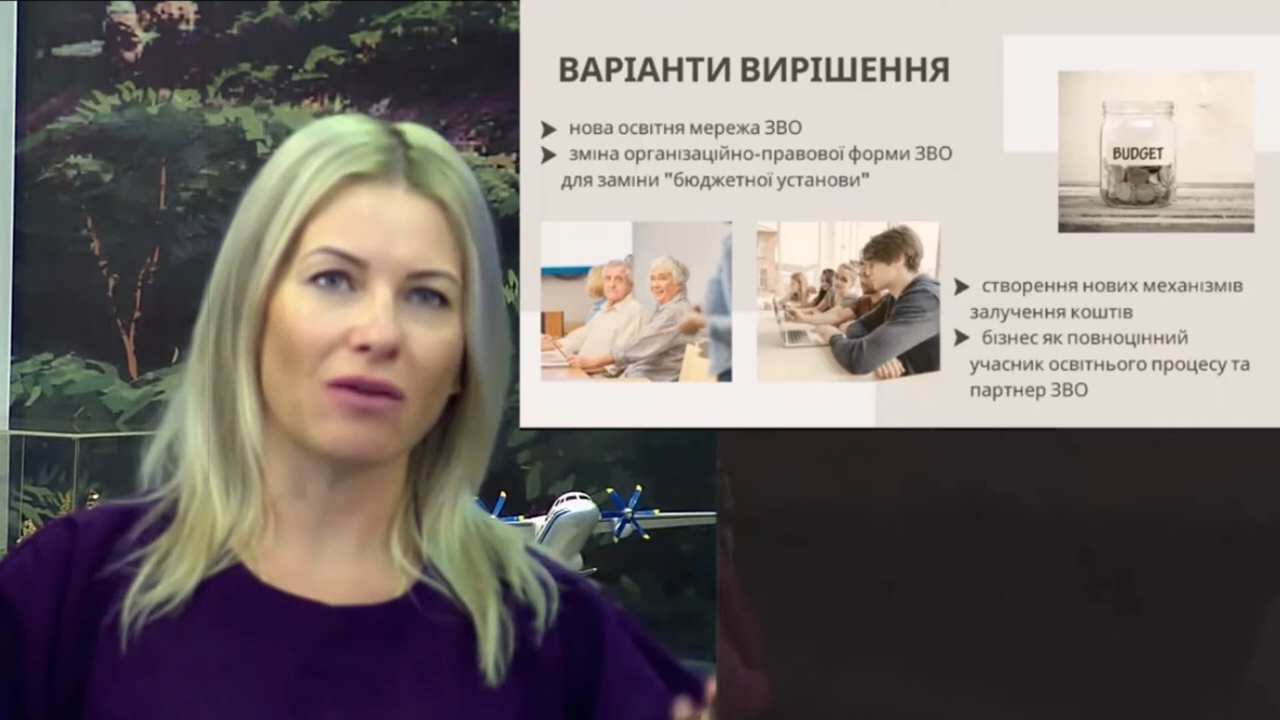 ВАРІАНТИ ВИРІШЕННЯ
нова освітня мережа ЗВО
зміна організаційно-правової форми ЗВО
для заміни "бюджетної установи"
BUDGET
створення нових механізмів
залучення коштів
бізнес як повноцінний
учасник освітнього процесу та
партнер ЗВО